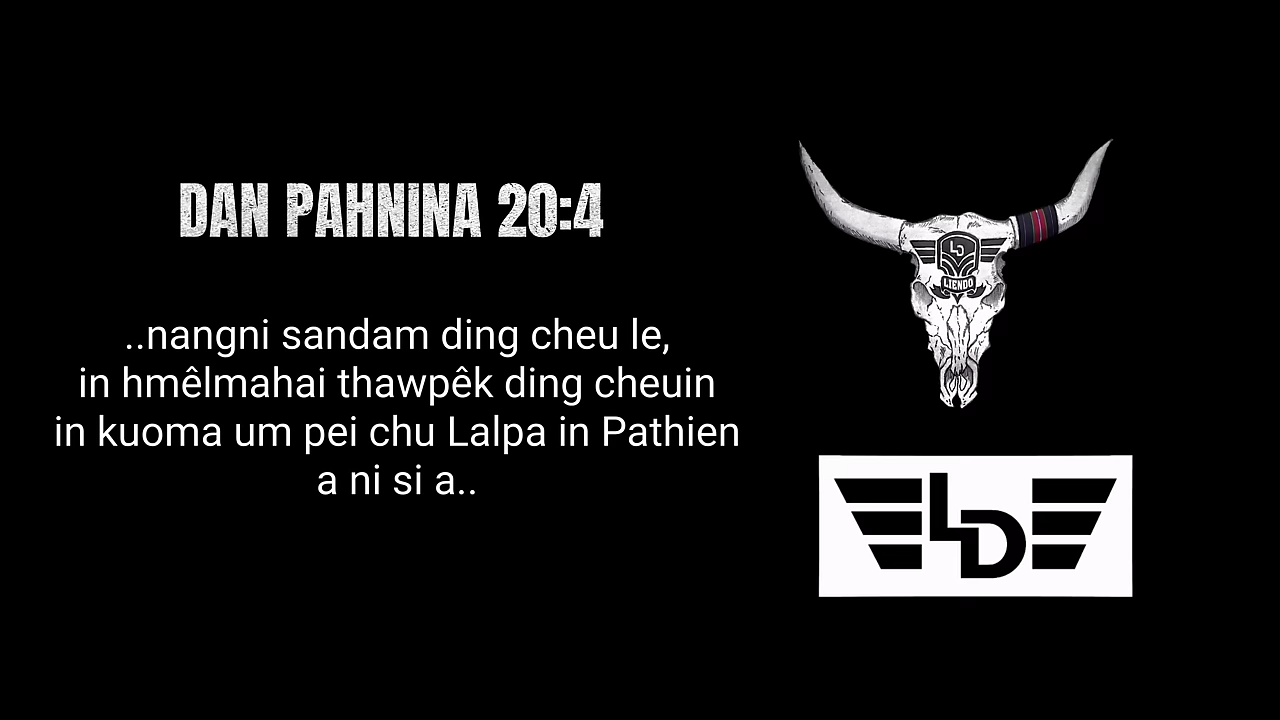 DAN PAHNINA 20:4
..nangni sandam ding cheu le,
in hmêlmahai thawpêk ding cheuin
in kuoma um pei chu Lalpa in Pathien
a ni si a..
LD
LIENDO
LD